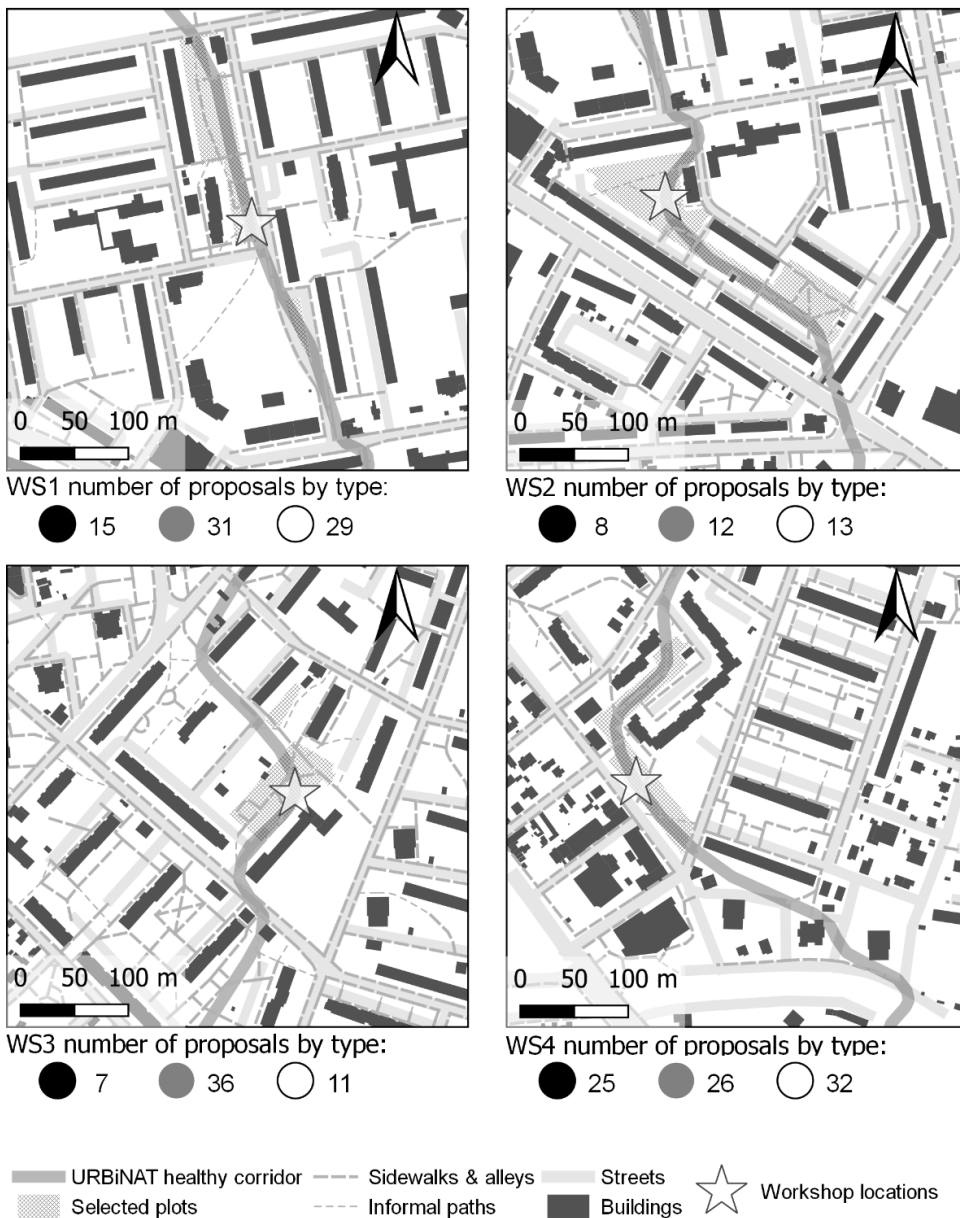 0 50 100 m
0 50 100 m
WS1 number of proposals by type:
15 31 29
WS2 number of proposals by type:
8 12 13
0 50 100 m
0 50 100 m
WS3 number of proposals by type:
7 36 11
WS4 number of proposals by type:
25 26 32
URBiNAT healthy corridor Sidewalks & alleys Streets Workshop locations
Selected plots Informal paths Buildings